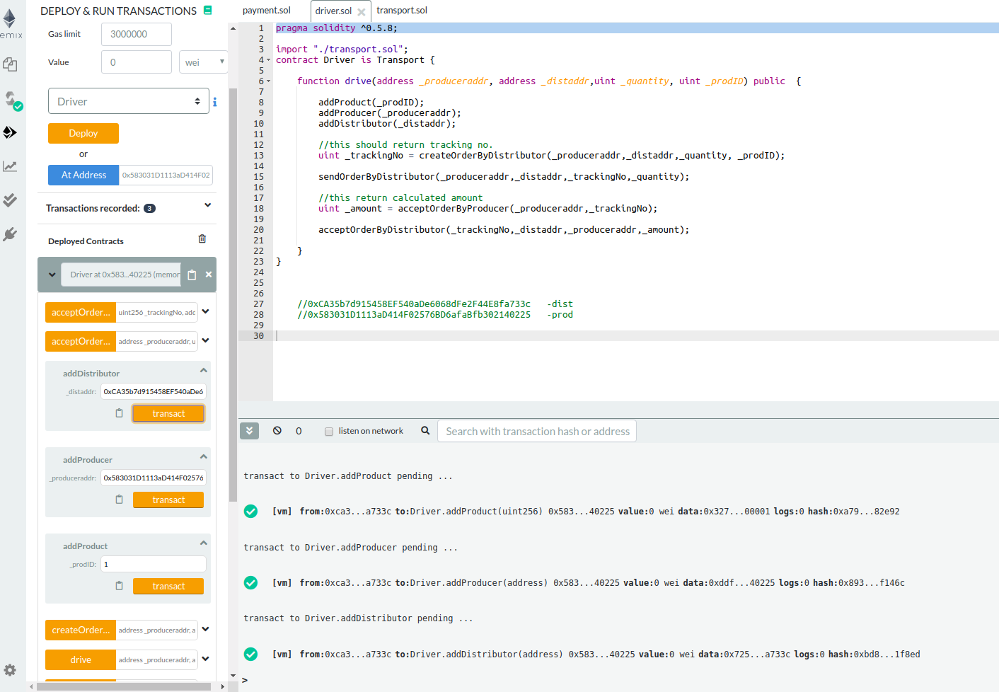 emix
DEPLOY & RUN TRANSACTIONS
Gas limit 3000000
Value 0 wei
Driver
i
Deploy
or
At Address 0x583031D1113aD414F02
Transactions recorded: 3
Deployed Contracts
Driver at 0x583...40225 (memor
acceptOrder... uint256 _trackingNo, add
acceptOrder... address _produceraddr, u
addDistributor
_distaddr: 0xCA35b7d915458EF540aDe6
transact
addProducer
_produceraddr: 0x583031D1113aD414F02576
transact
addProduct
_prodID: 1
transact
createOrder... address _produceraddr, a
drive address _produceraddr, a
payment.sol driver.sol transport.sol
1 pragma solidity ^0.5.8;
2
3 import "./transport.sol";
4 contract Driver is Transport {
5
6 function drive(address _produceraddr, address _distaddr,uint _quantity, uint _prodID) public  {
7
8 addProduct(_prodID);
9 addProducer(_produceraddr);
10 addDistributor(_distaddr);
11
12 //this should return tracking no.
13 uint _trackingNo = createOrderByDistributor(_produceraddr,_distaddr,_quantity, _prodID);
14
15 sendOrderByDistributor(_produceraddr,_distaddr,_trackingNo,_quantity);
16
17 //this return calculated amount
18 uint _amount = acceptOrderByProducer(_produceraddr,_trackingNo);
19
20 acceptOrderByDistributor(_trackingNo,_distaddr,_produceraddr,_amount);
21
22 }
23 }
24
25
26
27 //0xCA35b7d915458EF540aDe6068dFe2F44E8fa733c   -dist
28 //0x583031D1113aD414F02576BD6afaBfb302140225   -prod
29
30
0 listen on network Search with transaction hash or address
transact to Driver.addProduct pending ...
[vm] from:0xca3...a733c to:Driver.addProduct(uint256) 0x583...40225 value:0 wei data:0x327...00001 logs:0 hash:0xa79...82e92
transact to Driver.addProducer pending ...
[vm] from:0xca3...a733c to:Driver.addProducer(address) 0x583...40225 value:0 wei data:0xddf...40225 logs:0 hash:0x893...f146c
transact to Driver.addDistributor pending ...
[vm] from:0xca3...a733c to:Driver.addDistributor(address) 0x583...40225 value:0 wei data:0x725...a733c logs:0 hash:0xbd8...1f8ed
>